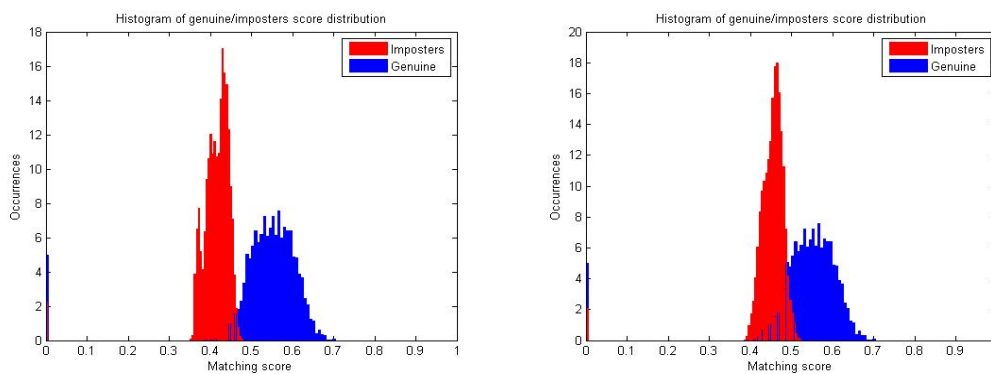 Histogram of genuine/imposters score distribution
18
16
14
12
10
8
6
4
2
0
Occurrences
Imposters
Genuine
0 0.1 0.2 0.3 0.4 0.5 0.6 0.7 0.8 0.9 1
Matching score
Histogram of genuine/imposters score distribution
20
18
16
14
12
10
8
6
4
2
0
Occurrences
Imposters
Genuine
0 0.1 0.2 0.3 0.4 0.5 0.6 0.7 0.8 0.9
Matching score